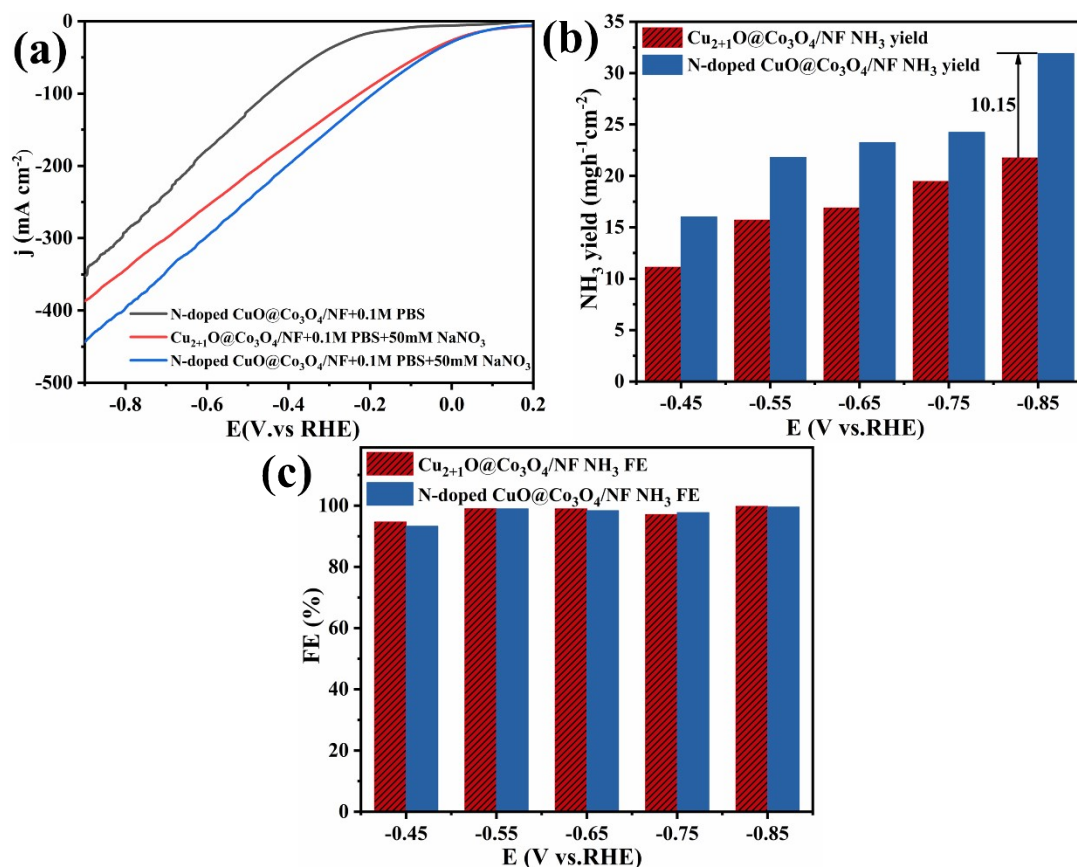 (a)
0
-100
-200
-300
-400
-500
j (mA cm⁻²)
N-doped CuO@Co₃O₄/NF+0.1M PBS
Cu₂₊₁O@Co₃O₄/NF+0.1M PBS+50mM NaNO₃
N-doped CuO@Co₃O₄/NF+0.1M PBS+50mM NaNO₃
-0.8 -0.6 -0.4 -0.2 0.0 0.2
E(V.vs RHE)
(b)
35
30
25
20
15
10
5
0
NH₃ yield (mgh⁻¹cm⁻²)
Cu₂₊₁O@Co₃O₄/NF NH₃ yield
N-doped CuO@Co₃O₄/NF NH₃ yield
10.15
-0.45 -0.55 -0.65 -0.75 -0.85
E (V vs.RHE)
(c)
100
80
60
40
20
0
FE (%)
Cu₂₊₁O@Co₃O₄/NF NH₃ FE
N-doped CuO@Co₃O₄/NF NH₃ FE
-0.45 -0.55 -0.65 -0.75 -0.85
E (V vs.RHE)